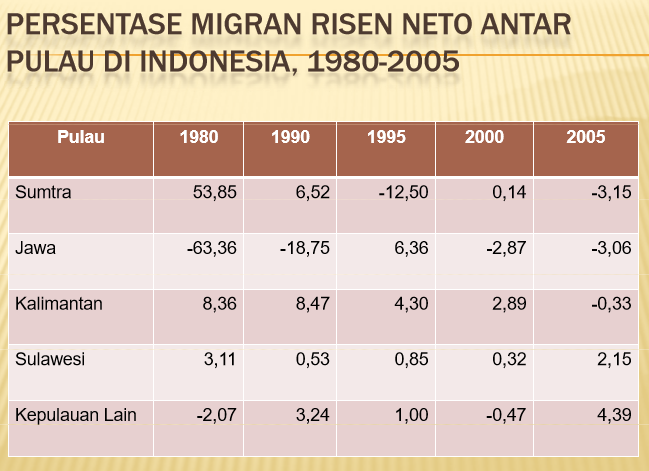 PERSENTASE MIGRAN RISEN NETO ANTAR
PULAU DI INDONESIA, 1980-2005
Pulau 1980 1990 1995 2000 2005
Sumtra 53,85 6,52 -12,50 0,14 -3,15
Jawa -63,36 -18,75 6,36 -2,87 -3,06
Kalimantan 8,36 8,47 4,30 2,89 -0,33
Sulawesi 3,11 0,53 0,85 0,32 2,15
Kepulauan Lain -2,07 3,24 1,00 -0,47 4,39